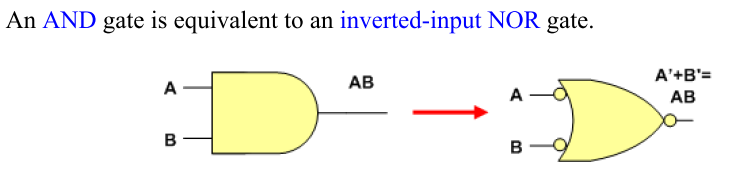 An AND gate is equivalent to an inverted-input NOR gate.
A
B
AB
A
B
A'+B'=
AB